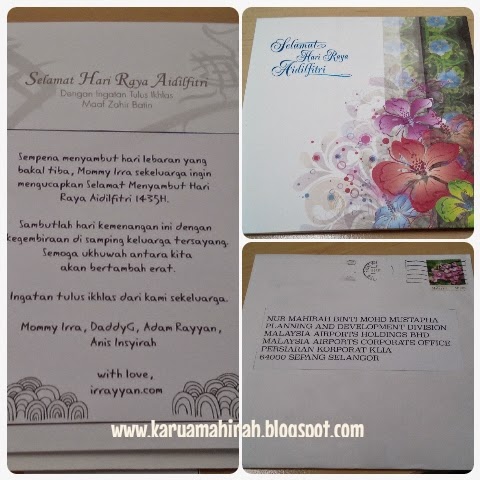 Selamat Hari Raya Aidilfitri
Dengan Ingatan Tulus Ikhlas
Maaf Zahir Batin
Sempena menyambut hari lebaran yang
bakal tiba, Mommy Irra sekeluarga ingin
mengucapkan Selamat Menyambut Hari
Raya Aidilfitri 1435H.
Sambutlah hari kemenangan ini dengan
kegembiraan di samping keluarga tersayang.
Semoga ukhuwah antara kita
akan bertambah erat.
Ingatan tulus ikhlas dari kami sekeluarga.
Mommy Irra, DaddyG, Adam Rayyan,
Anis Insyirah
with love,
irrayyan.com
Selamat
Hari Raya
Aidilfitri
NUR MAHIRAH BINTI MOHD MUSTAPHA
PLANNING AND DEVELOPMENT DIVISION
MALAYSIA AIRPORTS HOLDINGS BHD
MALAYSIA AIRPORTS CORPORATE OFFICE
PERSIARAN KORPORAT KLIA
64000 SEPANG SELANGOR
www.karuamahirah.blogspot.com